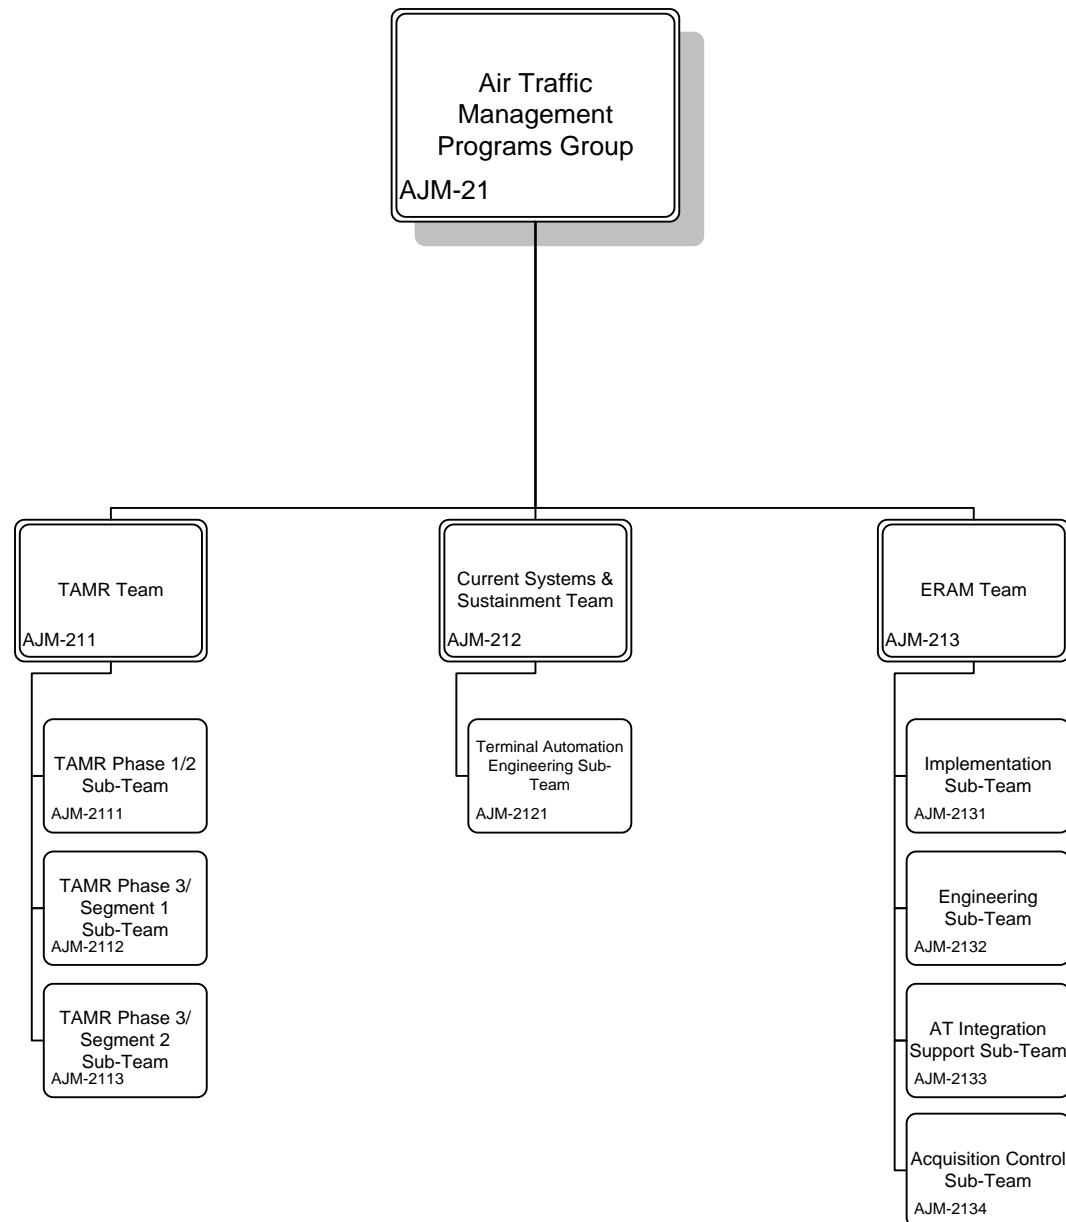 Air Traffic
Management
Programs Group
AJM-21
TAMR Team
AJM-211
Current Systems &
Sustainment Team
AJM-212
ERAM Team
AJM-213
TAMR Phase 1/2
Sub-Team
AJM-2111
TAMR Phase 3/
Segment 1
Sub-Team
AJM-2112
TAMR Phase 3/
Segment 2
Sub-Team
AJM-2113
Terminal Automation
Engineering Sub-
Team
AJM-2121
Implementation
Sub-Team
AJM-2131
Engineering
Sub-Team
AJM-2132
AT Integration
Support Sub-Team
AJM-2133
Acquisition Control
Sub-Team
AJM-2134